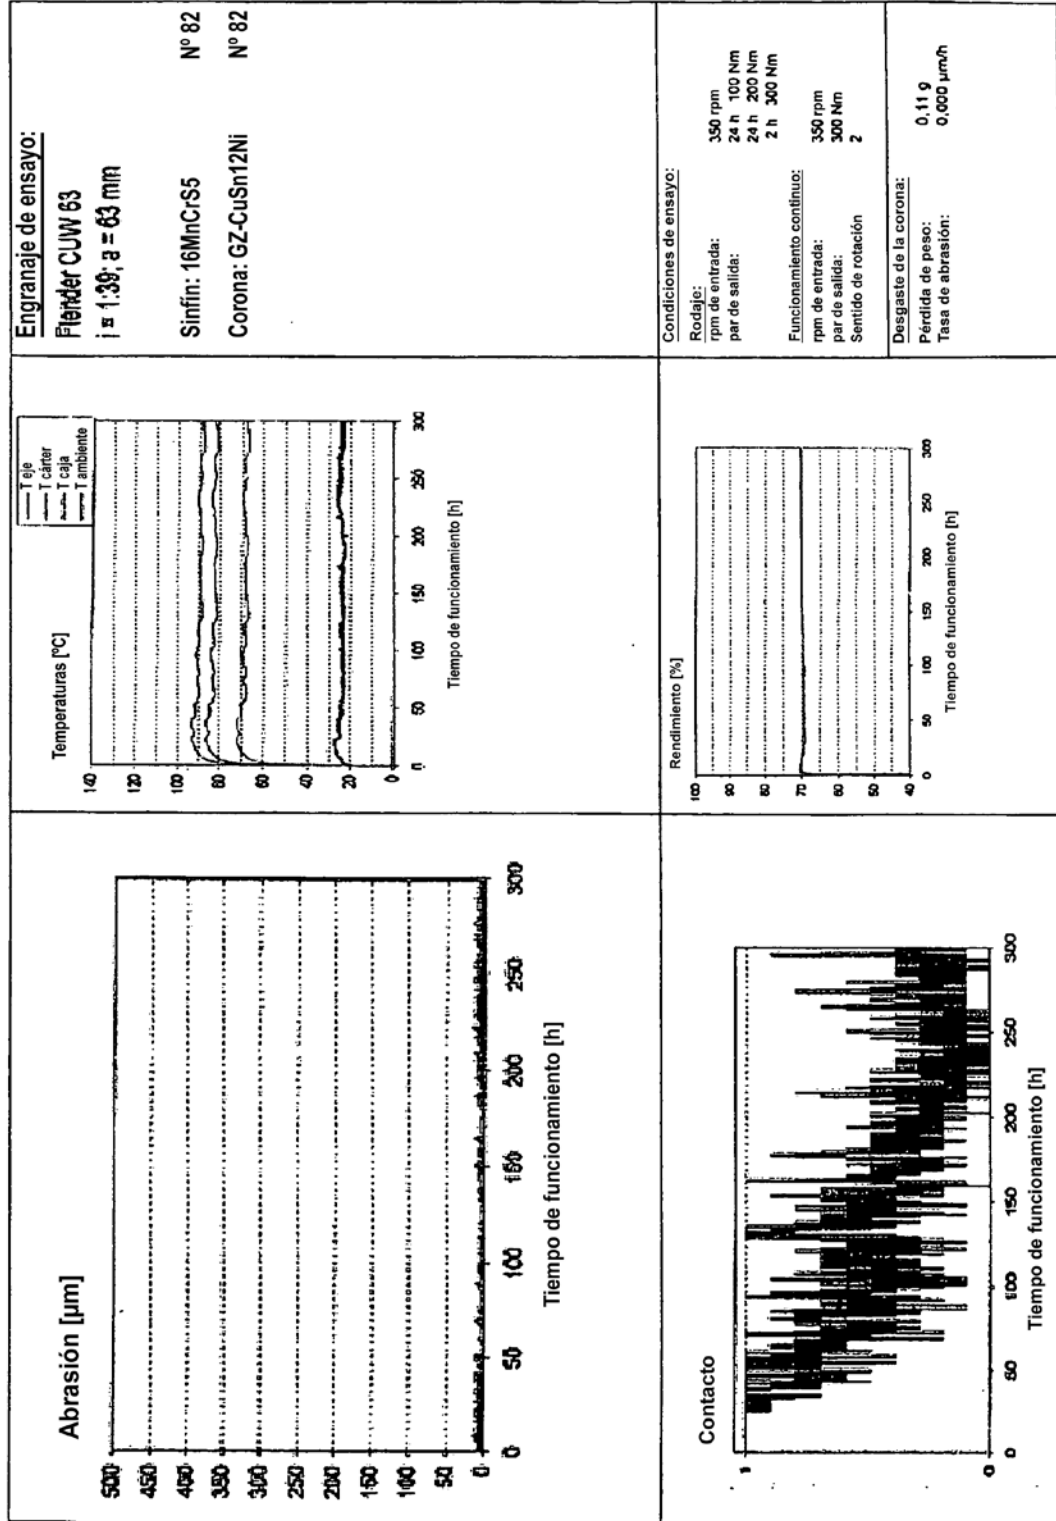 Abrasión [µm]
500
450
400
350
300
250
200
150
100
50
0
0 50 100 150 200 250 300
Tiempo de funcionamiento [h]
Temperaturas [ºC]
T eje
T cárter
T caja
T ambiente
140
120
100
80
60
40
20
0
0 50 100 150 200 250 300
Tiempo de funcionamiento [h]
Engranaje de ensayo:
Flender CUW 63
i = 1:39; a = 63 mm
Sinfín: 16MnCrS5 Nº 82
Corona: GZ-CuSn12Ni Nº 82
Contacto
1
0
0 50 100 150 200 250 300
Tiempo de funcionamiento [h]
Rendimiento [%]
100
90
80
70
60
50
40
0 50 100 150 200 250 300
Tiempo de funcionamiento [h]
Condiciones de ensayo:
Rodaje:
rpm de entrada: 350 rpm
par de salida: 24 h 100 Nm
24 h 200 Nm
2 h 300 Nm
Funcionamiento continuo:
rpm de entrada: 350 rpm
par de salida: 300 Nm
Sentido de rotación 2
Desgaste de la corona:
Pérdida de peso: 0,11 g
Tasa de abrasión: 0,000 µm/h